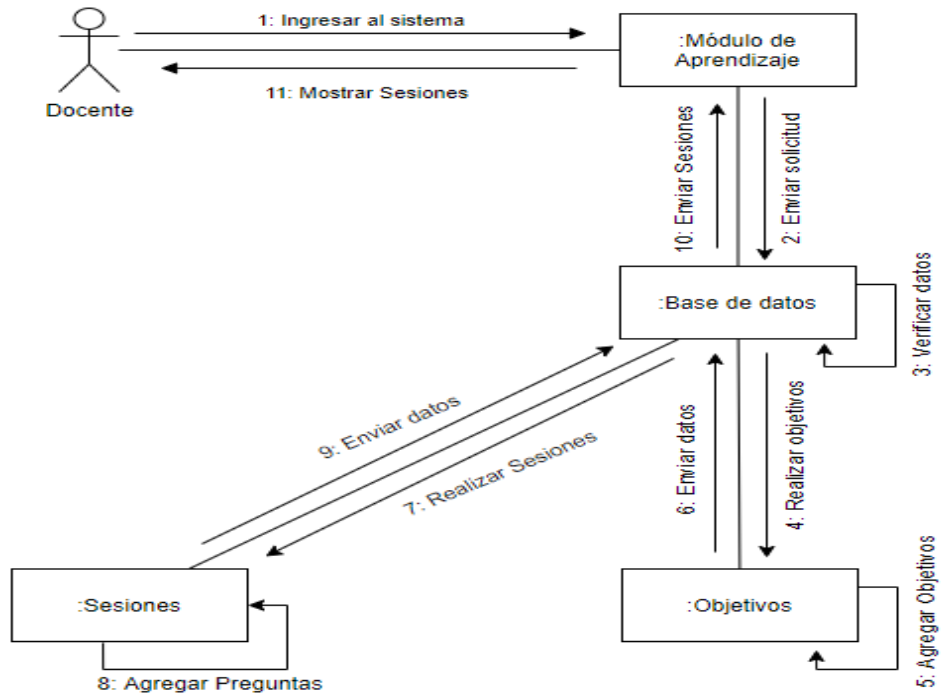 1: Ingresar al sistema
:Módulo de
Aprendizaje
11: Mostrar Sesiones
Docente
10: Enviar Sesiones
2: Enviar solicitud
:Base de datos
3: Verificar datos
9: Enviar datos
7: Realizar Sesiones
6: Enviar datos
4: Realizar objetivos
:Sesiones
:Objetivos
5: Agregar Objetivos
8: Agregar Preguntas